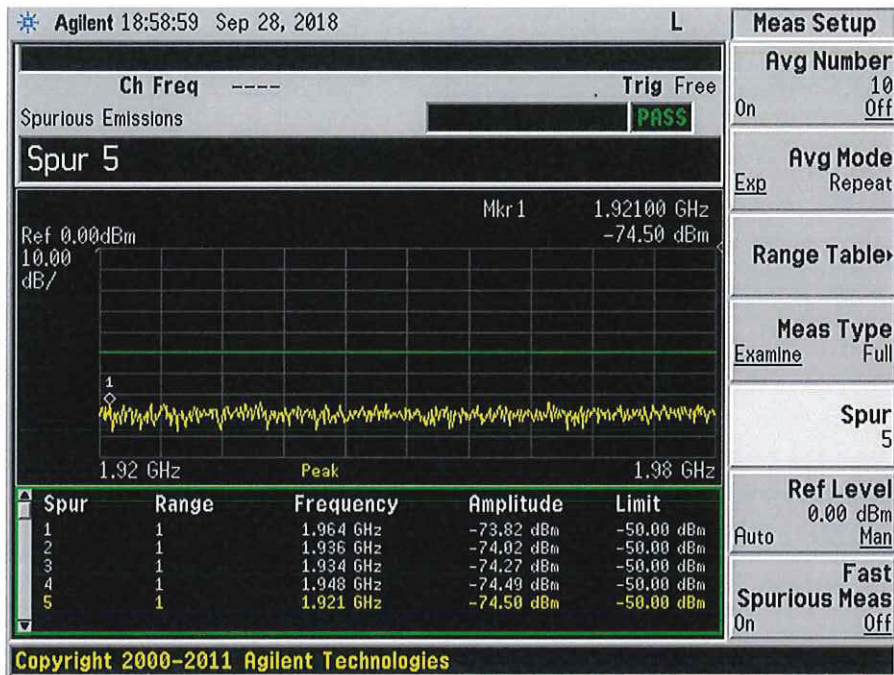 Agilent 18:58:59 Sep 28, 2018 L
Ch Freq ---- Trig Free
Spurious Emissions PASS
Spur 5
Mkr1 1.92100 GHz
Ref 0.00dBm -74.50 dBm
10.00
dB/
1
1.92 GHz Peak 1.98 GHz
Spur Range Frequency Amplitude Limit
1 1 1.964 GHz -73.82 dBm -50.00 dBm
2 1 1.936 GHz -74.02 dBm -50.00 dBm
3 1 1.934 GHz -74.27 dBm -50.00 dBm
4 1 1.948 GHz -74.49 dBm -50.00 dBm
5 1 1.921 GHz -74.50 dBm -50.00 dBm
Copyright 2000-2011 Agilent Technologies
Meas Setup
Avg Number
10
On Off
Avg Mode
Exp Repeat
Range Table
Meas Type
Examine Full
Spur
5
Ref Level
0.00 dBm
Auto Man
Fast
Spurious Meas
On Off